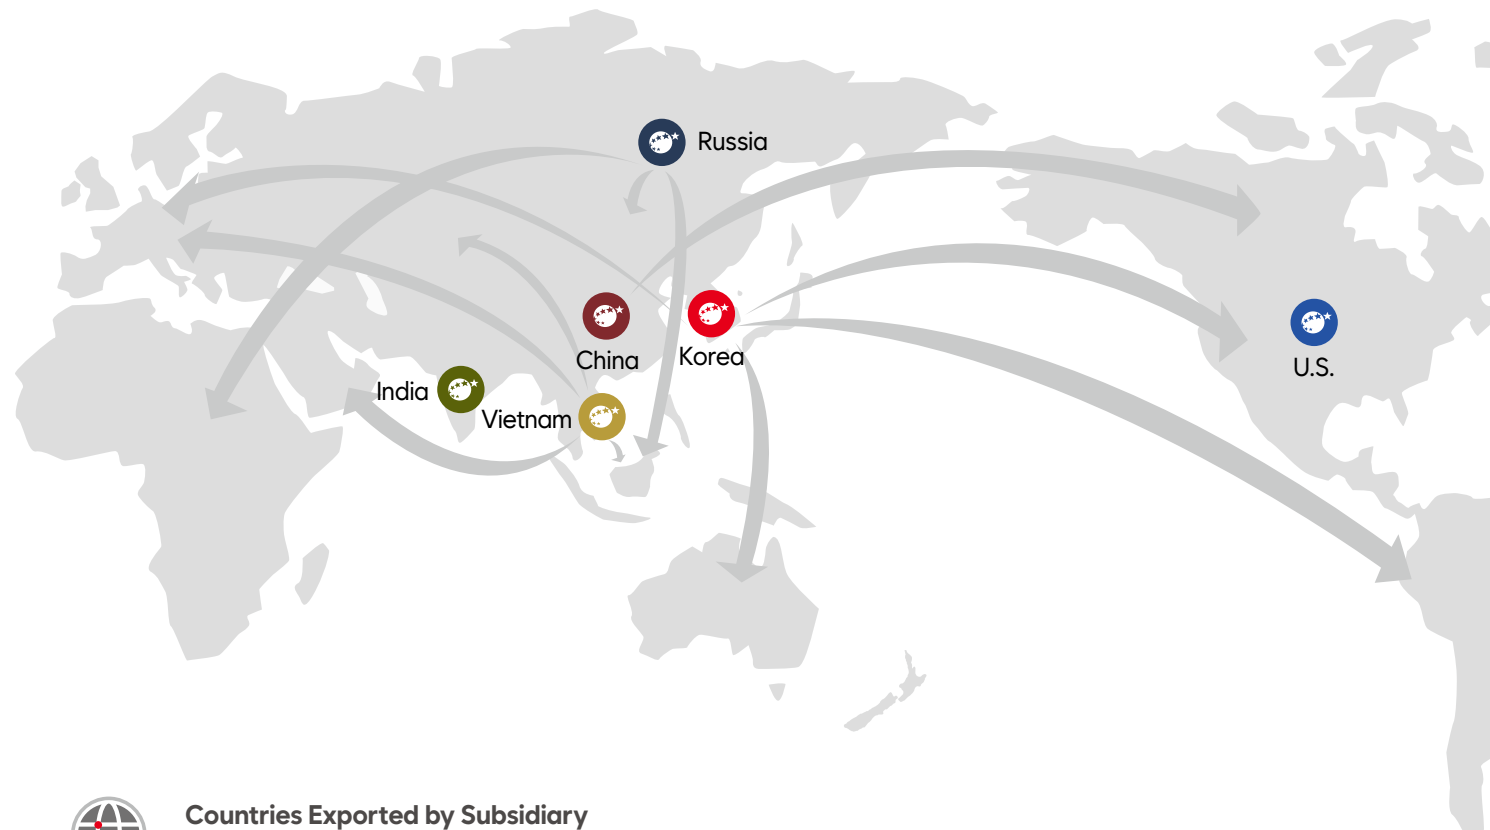 Russia
China
Korea
India
Vietnam
U.S.
Countries Exported by Subsidiary